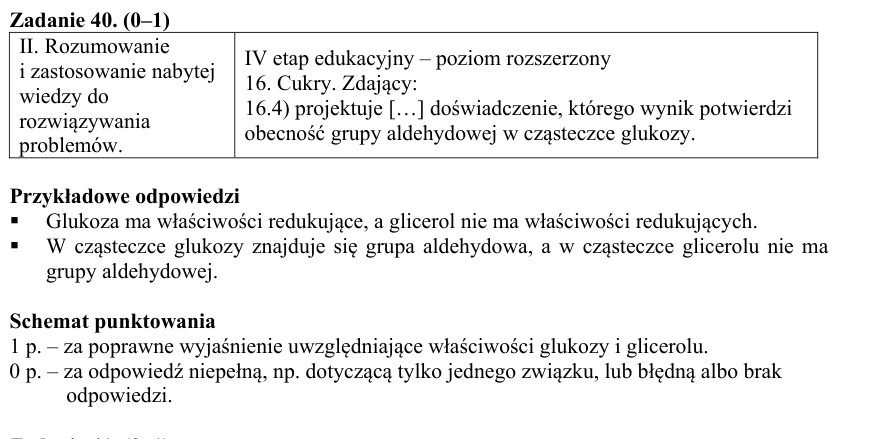 Zadanie 40. (0–1)
II. Rozumowanie
i zastosowanie nabytej
wiedzy do
rozwiązywania
problemów.
IV etap edukacyjny – poziom rozszerzony
16. Cukry. Zdający:
16.4) projektuje […] doświadczenie, którego wynik potwierdzi
obecność grupy aldehydowej w cząsteczce glukozy.
Przykładowe odpowiedzi
▪ Glukoza ma właściwości redukujące, a glicerol nie ma właściwości redukujących.
▪ W cząsteczce glukozy znajduje się grupa aldehydowa, a w cząsteczce glicerolu nie ma
grupy aldehydowej.
Schemat punktowania
1 p. – za poprawne wyjaśnienie uwzględniające właściwości glukozy i glicerolu.
0 p. – za odpowiedź niepełną, np. dotyczącą tylko jednego związku, lub błędną albo brak
odpowiedzi.